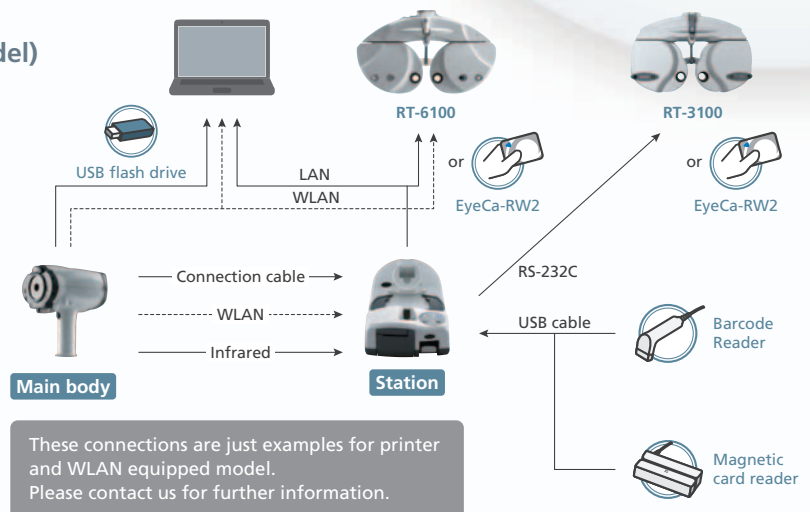 del)
RT-6100
RT-3100
USB flash drive
LAN
or
or
WLAN
EyeCa-RW2
EyeCa-RW2
Connection cable
RS-232C
WLAN
USB cable
Barcode
Reader
Infrared
Main body
Station
These connections are just examples for printer
and WLAN equipped model.
Please contact us for further information.
Magnetic
card reader